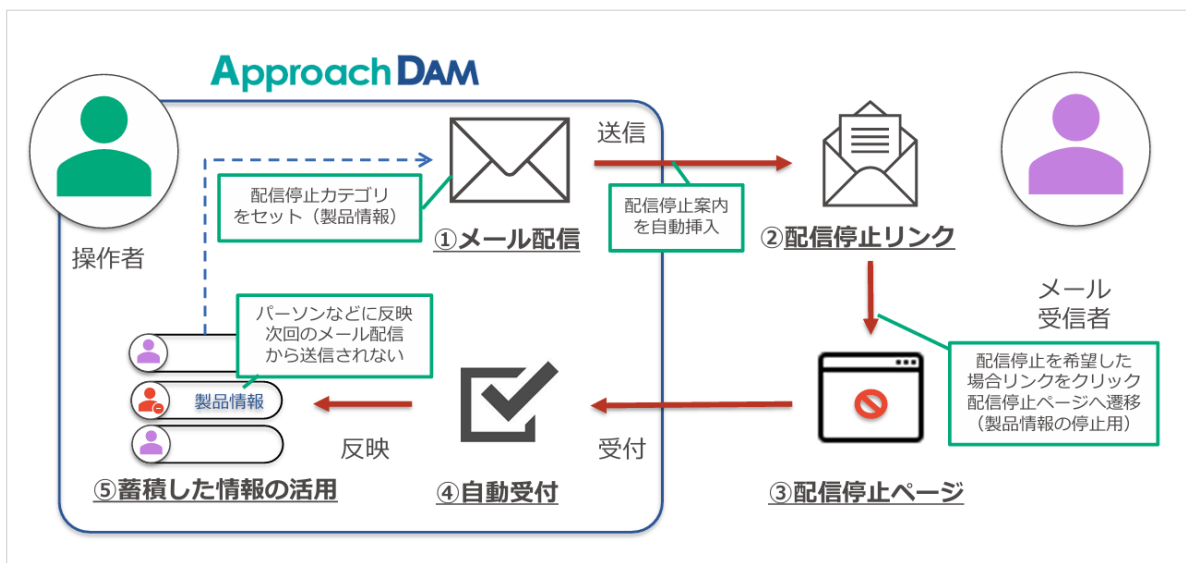 Approach DAM
送信
配信停止カテゴリ
をセット（製品情報）
配信停止案内
を自動挿入
操作者
①メール配信
②配信停止リンク
メール
受信者
パーソンなどに反映
次回のメール配信
から送信されない
配信停止を希望した
場合リンクをクリック
配信停止ページへ遷移
（製品情報の停止用）
製品情報
反映
受付
⑤蓄積した情報の活用
④自動受付
③配信停止ページ